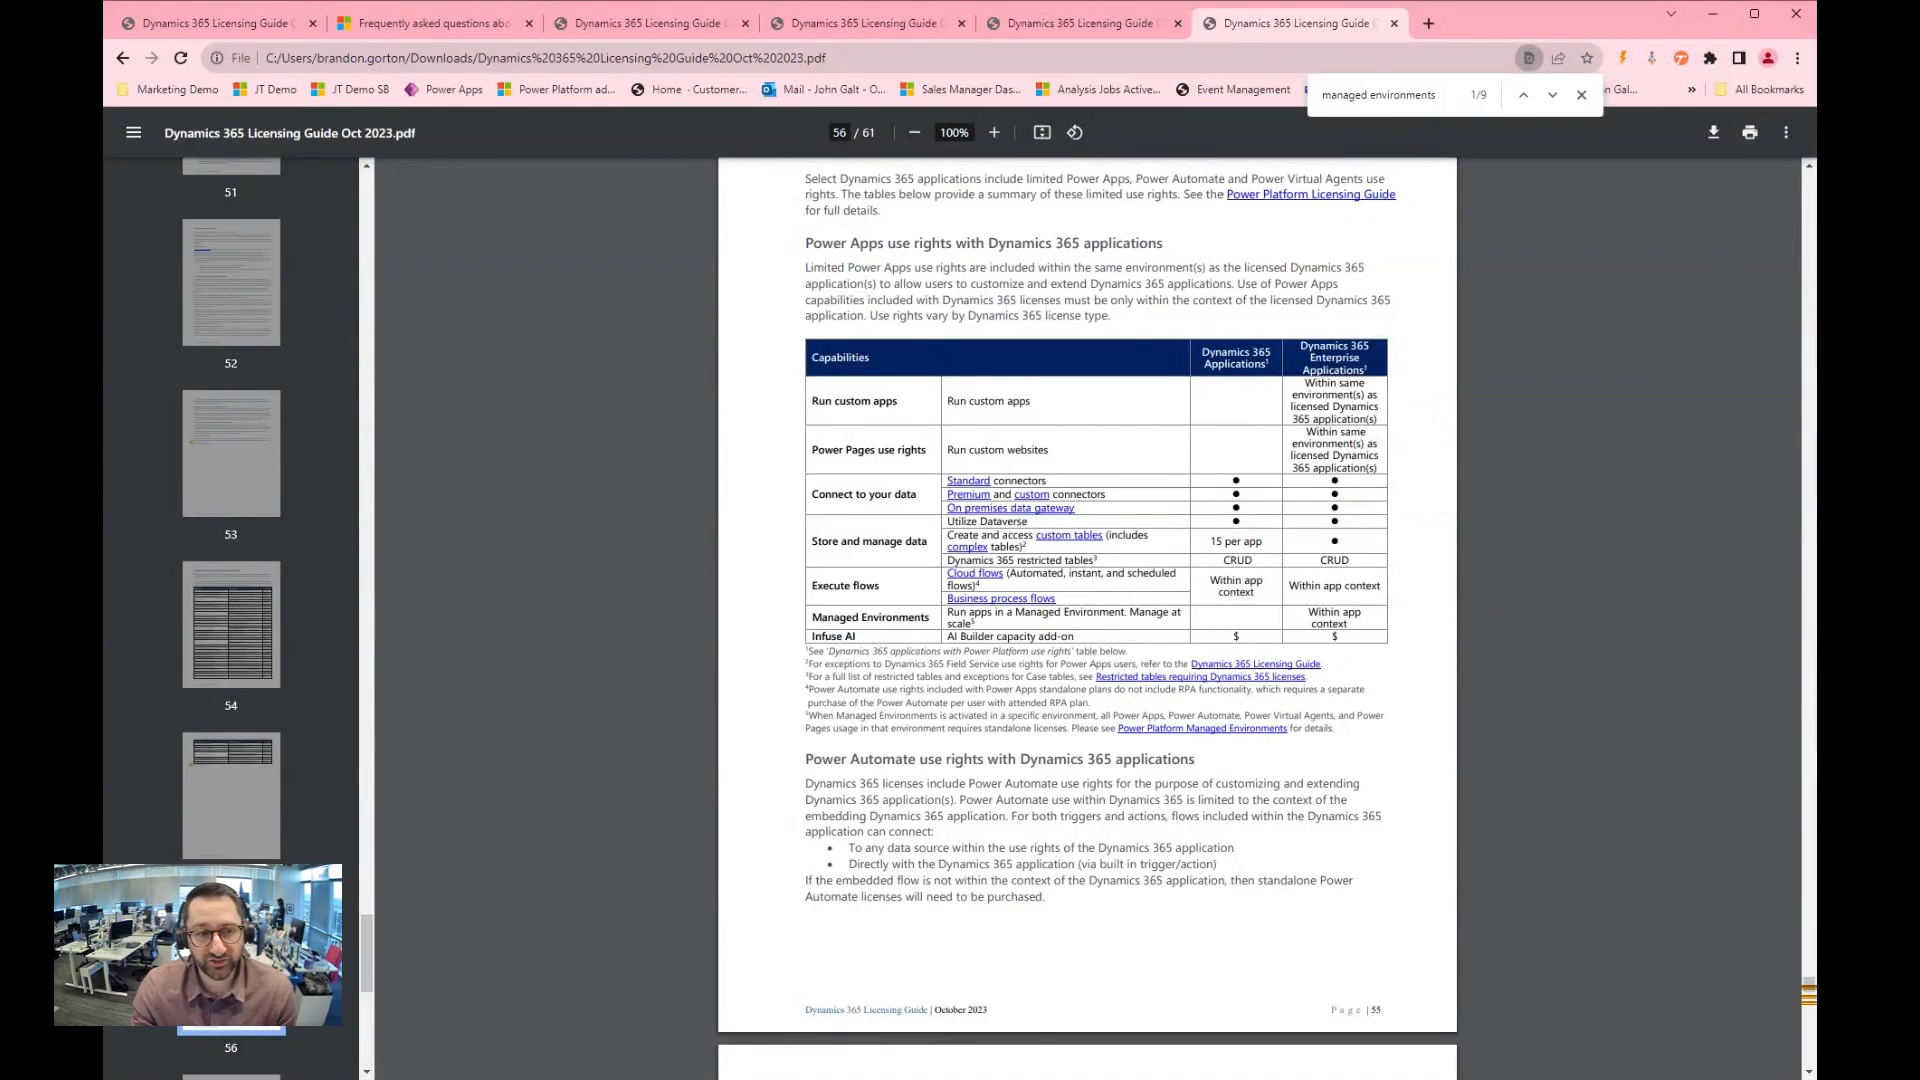 Dynamics 365 Licensing Guide
Frequently asked questions abo
Dynamics 365 Licensing Guide
Dynamics 365 Licensing Guide
Dynamics 365 Licensing Guide
Dynamics 365 Licensing Guide
File
C:/Users/brandon.gorton/Downloads/Dynamics%20365%20Licensing%20Guide%20Oct%202023.pdf
Marketing Demo
JT Demo
JT Demo SB
Power Apps
Power Platform ad...
Home - Customer...
Mail - John Galt - O...
Sales Manager Das...
Analysis Jobs Active...
Event Management
n Gal...
»
All Bookmarks
managed environments
1/9
Dynamics 365 Licensing Guide Oct 2023.pdf
56 / 61
100%
51
52
53
54
56
Select Dynamics 365 applications include limited Power Apps, Power Automate and Power Virtual Agents use
rights. The tables below provide a summary of these limited use rights. See the Power Platform Licensing Guide
for full details.
Power Apps use rights with Dynamics 365 applications
Limited Power Apps use rights are included within the same environment(s) as the licensed Dynamics 365
application(s) to allow users to customize and extend Dynamics 365 applications. Use of Power Apps
capabilities included with Dynamics 365 licenses must be only within the context of the licensed Dynamics 365
application. Use rights vary by Dynamics 365 license type.
Capabilities
Dynamics 365
Applications¹
Dynamics 365
Enterprise
Applications¹
Run custom apps
Run custom apps
Within same
environment(s) as
licensed Dynamics
365 application(s)
Power Pages use rights
Run custom websites
Within same
environment(s) as
licensed Dynamics
365 application(s)
Connect to your data
Standard connectors ● ●
Premium and custom connectors ● ●
On premises data gateway ● ●
Store and manage data
Utilize Dataverse ● ●
Create and access custom tables (includes
complex tables)²
15 per app ●
Dynamics 365 restricted tables³ CRUD CRUD
Execute flows
Cloud flows (Automated, instant, and scheduled
flows)⁴
Business process flows
Within app
context
Within app context
Managed Environments
Run apps in a Managed Environment. Manage at
scale⁵
Within app
context
Infuse AI
AI Builder capacity add-on $ $
¹See 'Dynamics 365 applications with Power Platform use rights' table below.
²For exceptions to Dynamics 365 Field Service use rights for Power Apps users, refer to the Dynamics 365 Licensing Guide.
³For a full list of restricted tables and exceptions for Case tables, see Restricted tables requiring Dynamics 365 licenses.
⁴Power Automate use rights included with Power Apps standalone plans do not include RPA functionality, which requires a separate
purchase of the Power Automate per user with attended RPA plan.
⁵When Managed Environments is activated in a specific environment, all Power Apps, Power Automate, Power Virtual Agents, and Power
Pages usage in that environment requires standalone licenses. Please see Power Platform Managed Environments for details.
Power Automate use rights with Dynamics 365 applications
Dynamics 365 licenses include Power Automate use rights for the purpose of customizing and extending
Dynamics 365 application(s). Power Automate use within Dynamics 365 is limited to the context of the
embedding Dynamics 365 application. For both triggers and actions, flows included within the Dynamics 365
application can connect:
• To any data source within the use rights of the Dynamics 365 application
• Directly with the Dynamics 365 application (via built in trigger/action)
If the embedded flow is not within the context of the Dynamics 365 application, then standalone Power
Automate licenses will need to be purchased.
Dynamics 365 Licensing Guide | October 2023
Page | 55